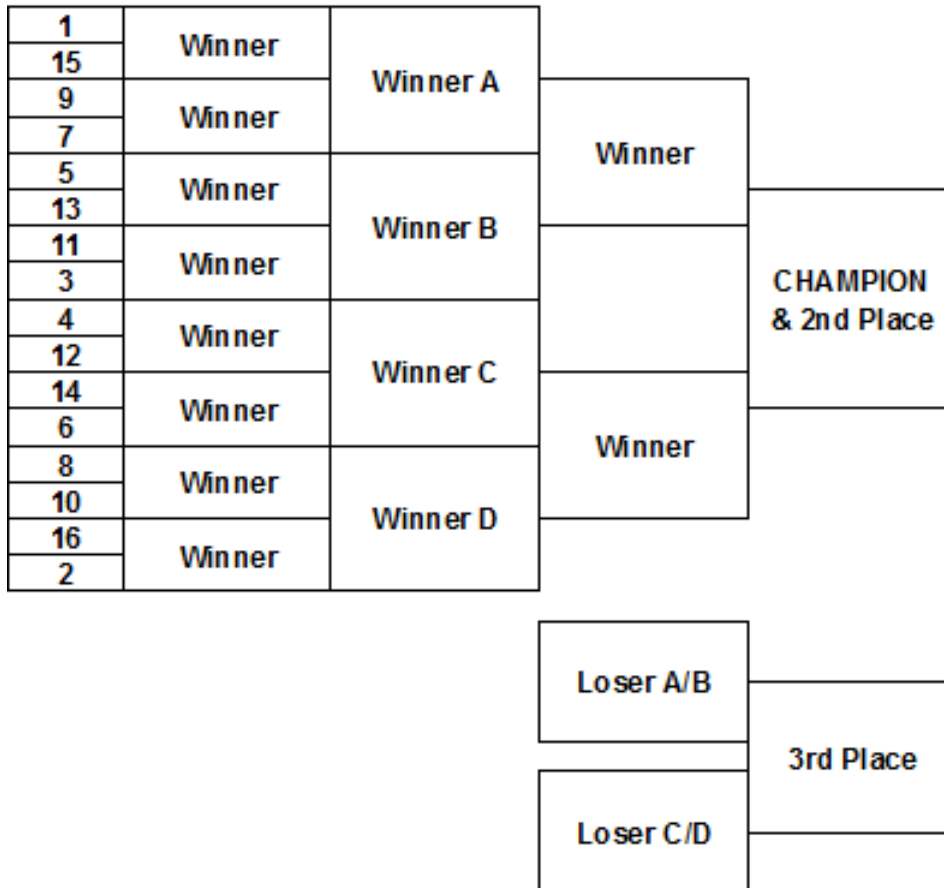 1
15
9
7
5
13
11
3
4
12
14
6
8
10
16
2
Winner
Winner
Winner
Winner
Winner
Winner
Winner
Winner
Winner A
Winner B
Winner C
Winner D
Winner
Winner
CHAMPION
& 2nd Place
Loser A/B
Loser C/D
3rd Place